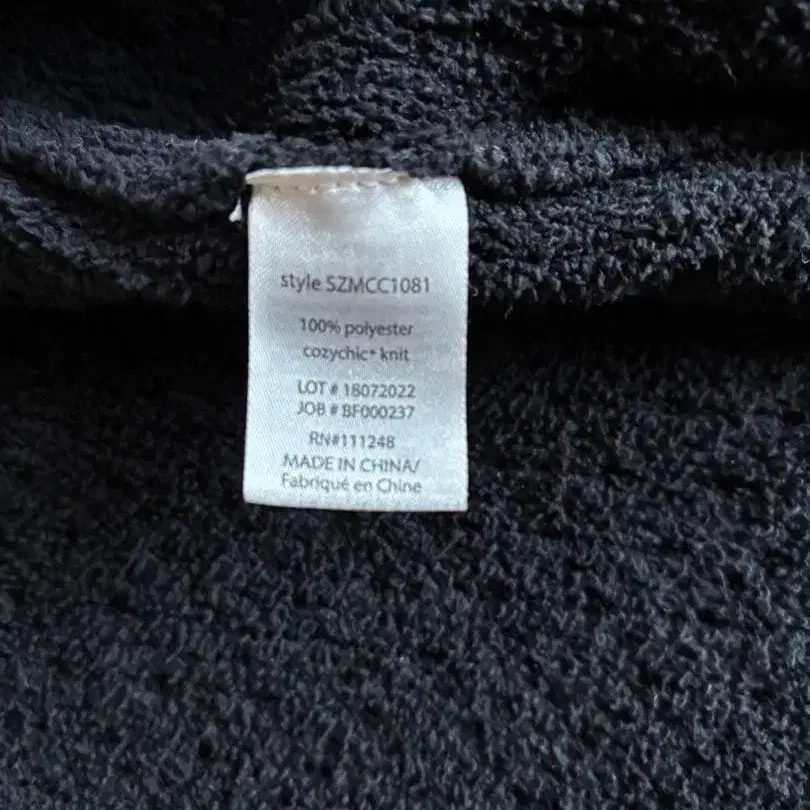 style SZMCC1081
100% polyester
cozychic® knit
LOT # 18072022
JOB # BF000237
RN#111248
MADE IN CHINA/
Fabriqué en Chine